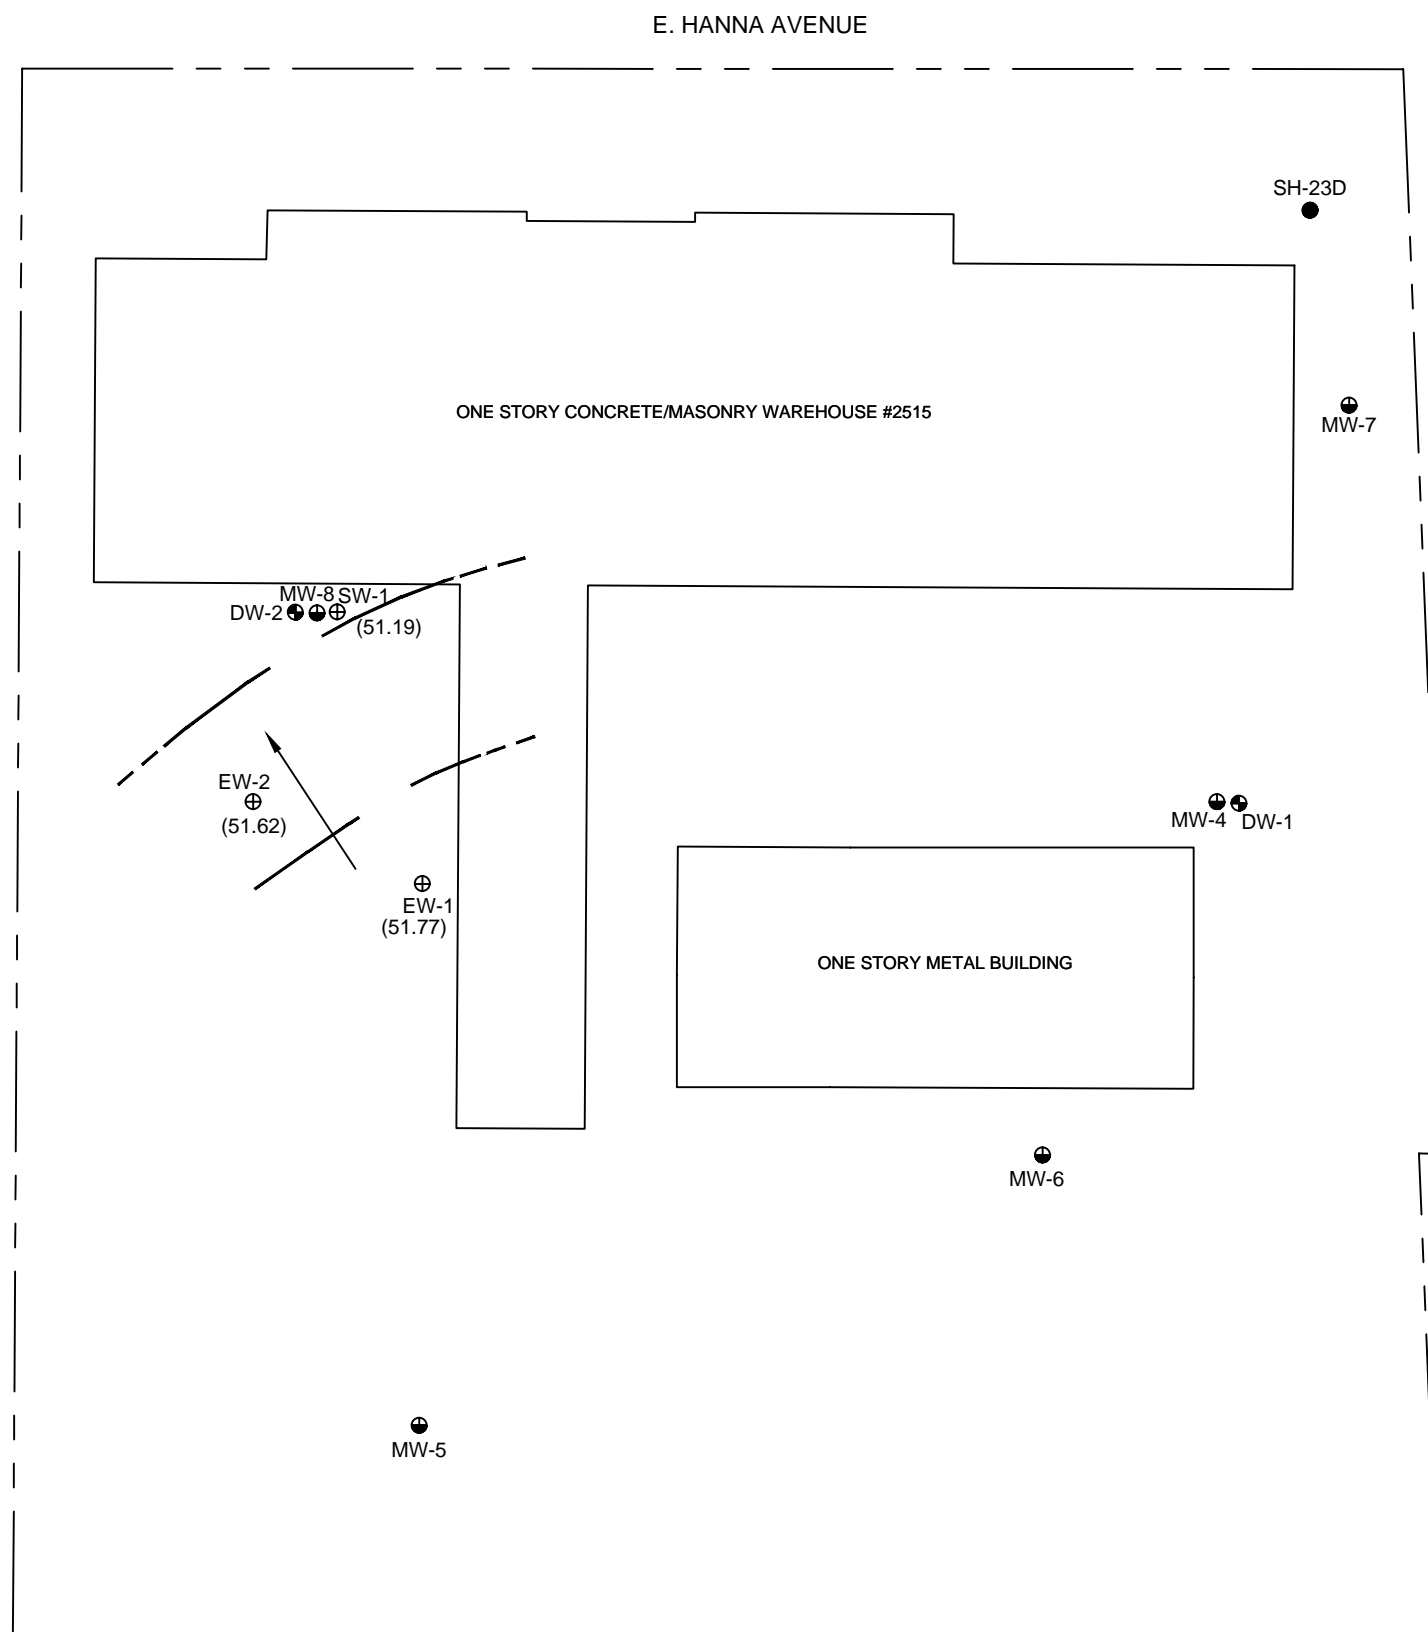 E. HANNA AVENUE
SH-23D
ONE STORY CONCRETE/MASONRY WAREHOUSE #2515
MW-7
MW-8
SW-1
DW-2
(51.19)
EW-2
(51.62)
MW-4
DW-1
EW-1
(51.77)
ONE STORY METAL BUILDING
MW-6
MW-5